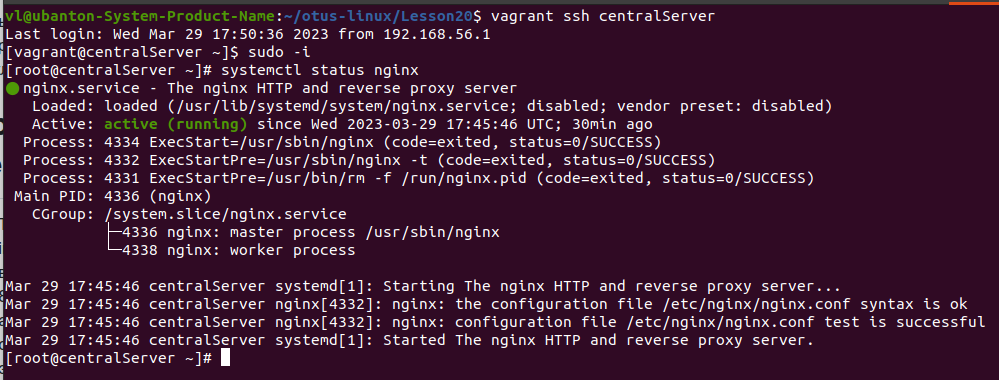 vl@ubanton-System-Product-Name:~/otus-linux/Lesson20$ vagrant ssh centralServer
Last login: Wed Mar 29 17:50:36 2023 from 192.168.56.1
[vagrant@centralServer ~]$ sudo -i
[root@centralServer ~]# systemctl status nginx
● nginx.service - The nginx HTTP and reverse proxy server
   Loaded: loaded (/usr/lib/systemd/system/nginx.service; disabled; vendor preset: disabled)
   Active: active (running) since Wed 2023-03-29 17:45:46 UTC; 30min ago
  Process: 4334 ExecStart=/usr/sbin/nginx (code=exited, status=0/SUCCESS)
  Process: 4332 ExecStartPre=/usr/sbin/nginx -t (code=exited, status=0/SUCCESS)
  Process: 4331 ExecStartPre=/usr/bin/rm -f /run/nginx.pid (code=exited, status=0/SUCCESS)
 Main PID: 4336 (nginx)
   CGroup: /system.slice/nginx.service
           ├─4336 nginx: master process /usr/sbin/nginx
           └─4338 nginx: worker process
Mar 29 17:45:46 centralServer systemd[1]: Starting The nginx HTTP and reverse proxy server...
Mar 29 17:45:46 centralServer nginx[4332]: nginx: the configuration file /etc/nginx/nginx.conf syntax is ok
Mar 29 17:45:46 centralServer nginx[4332]: nginx: configuration file /etc/nginx/nginx.conf test is successful
Mar 29 17:45:46 centralServer systemd[1]: Started The nginx HTTP and reverse proxy server.
[root@centralServer ~]#